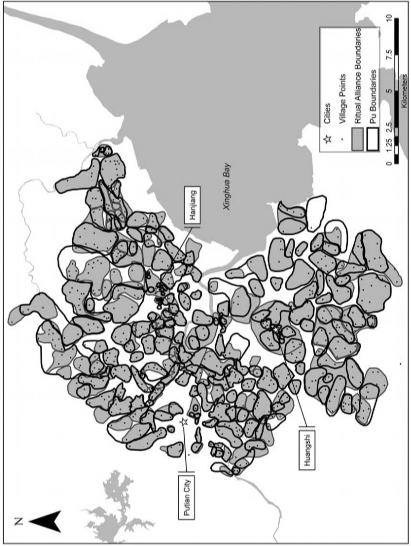 N
Putian City
Huangshi
Hanjiang
Xinghua Bay
Cities
Village Points
Ritual Alliance Boundaries
Pu Boundaries
0 1.25 2.5 5 7.5 10
Kilometers